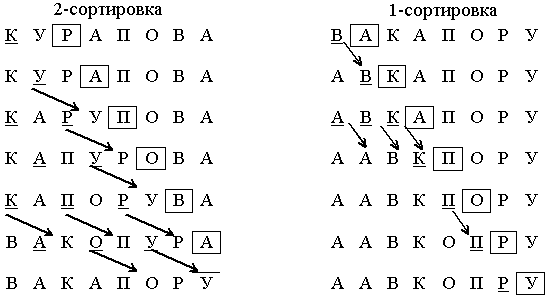 2-сортировка
К У Р А П О В А
К У Р А П О В А
К А Р У П О В А
К А П У Р О В А
К А П О Р У В А
В А К О П У Р А
В А К А П О Р У
1-сортировка
В А К А П О Р У
А В К А П О Р У
А В К А П О Р У
А А В К П О Р У
А А В К П О Р У
А А В К О П Р У
А А В К О П Р У